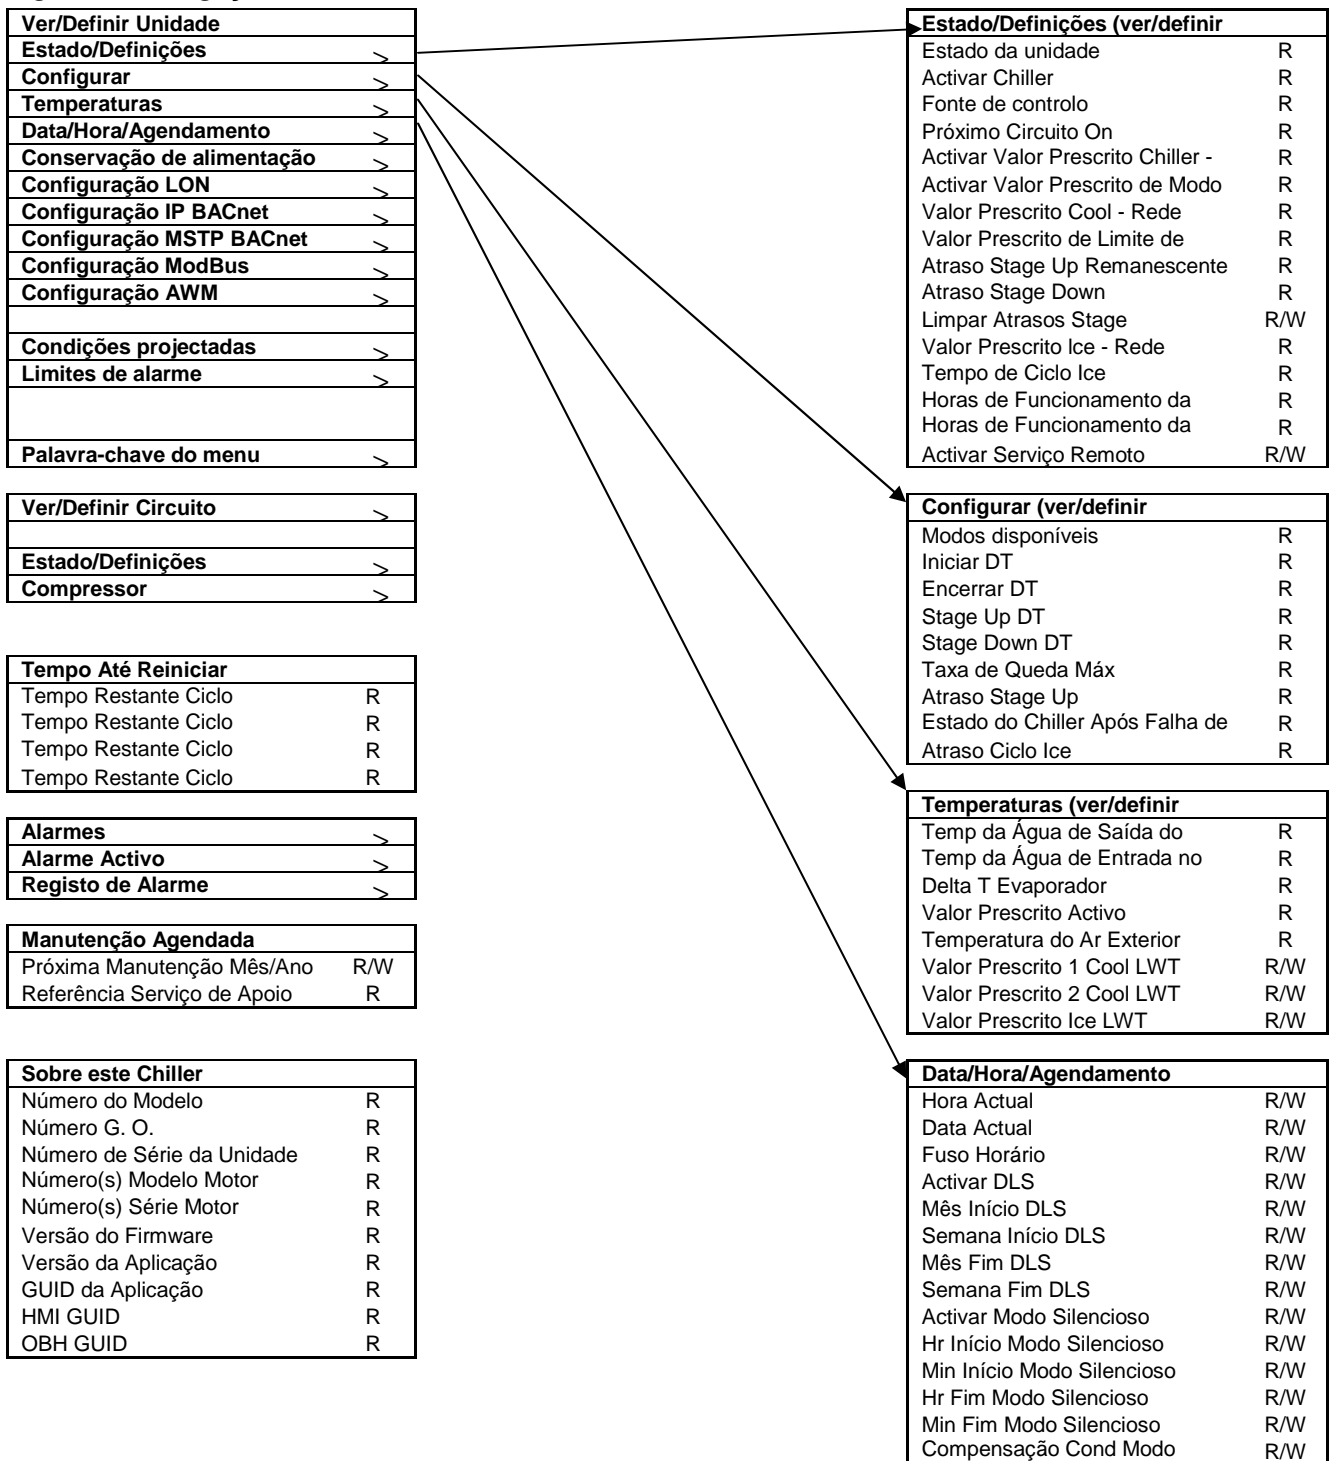 Ver/Definir Unidade
Estado/Definições >
Configurar >
Temperaturas >
Data/Hora/Agendamento >
Conservação de alimentação >
Configuração LON >
Configuração IP BACnet >
Configuração MSTP BACnet >
Configuração ModBus >
Configuração AWM >
Condições projectadas >
Limites de alarme >
Palavra-chave do menu >
Ver/Definir Circuito >
Estado/Definições >
Compressor >
Tempo Até Reiniciar
Tempo Restante Ciclo R
Tempo Restante Ciclo R
Tempo Restante Ciclo R
Tempo Restante Ciclo R
Alarmes >
Alarme Activo >
Registo de Alarme >
Manutenção Agendada
Próxima Manutenção Mês/Ano R/W
Referência Serviço de Apoio R
Sobre este Chiller
Número do Modelo R
Número G. O. R
Número de Série da Unidade R
Número(s) Modelo Motor R
Número(s) Série Motor R
Versão do Firmware R
Versão da Aplicação R
GUID da Aplicação R
HMI GUID R
OBH GUID R
Estado/Definições (ver/definir
Estado da unidade R
Activar Chiller R
Fonte de controlo R
Próximo Circuito On R
Activar Valor Prescrito Chiller - R
Activar Valor Prescrito de Modo R
Valor Prescrito Cool - Rede R
Valor Prescrito de Limite de R
Atraso Stage Up Remanescente R
Atraso Stage Down R
Limpar Atrasos Stage R/W
Valor Prescrito Ice - Rede R
Tempo de Ciclo Ice R
Horas de Funcionamento da R
Horas de Funcionamento da R
Activar Serviço Remoto R/W
Configurar (ver/definir
Modos disponíveis R
Iniciar DT R
Encerrar DT R
Stage Up DT R
Stage Down DT R
Taxa de Queda Máx R
Atraso Stage Up R
Estado do Chiller Após Falha de R
Atraso Ciclo Ice R
Temperaturas (ver/definir
Temp da Água de Saída do R
Temp da Água de Entrada no R
Delta T Evaporador R
Valor Prescrito Activo R
Temperatura do Ar Exterior R
Valor Prescrito 1 Cool LWT R/W
Valor Prescrito 2 Cool LWT R/W
Valor Prescrito Ice LWT R/W
Data/Hora/Agendamento
Hora Actual R/W
Data Actual R/W
Fuso Horário R/W
Activar DLS R/W
Mês Início DLS R/W
Semana Início DLS R/W
Mês Fim DLS R/W
Semana Fim DLS R/W
Activar Modo Silencioso R/W
Hr Início Modo Silencioso R/W
Min Início Modo Silencioso R/W
Hr Fim Modo Silencioso R/W
Min Fim Modo Silencioso R/W
Compensação Cond Modo R/W